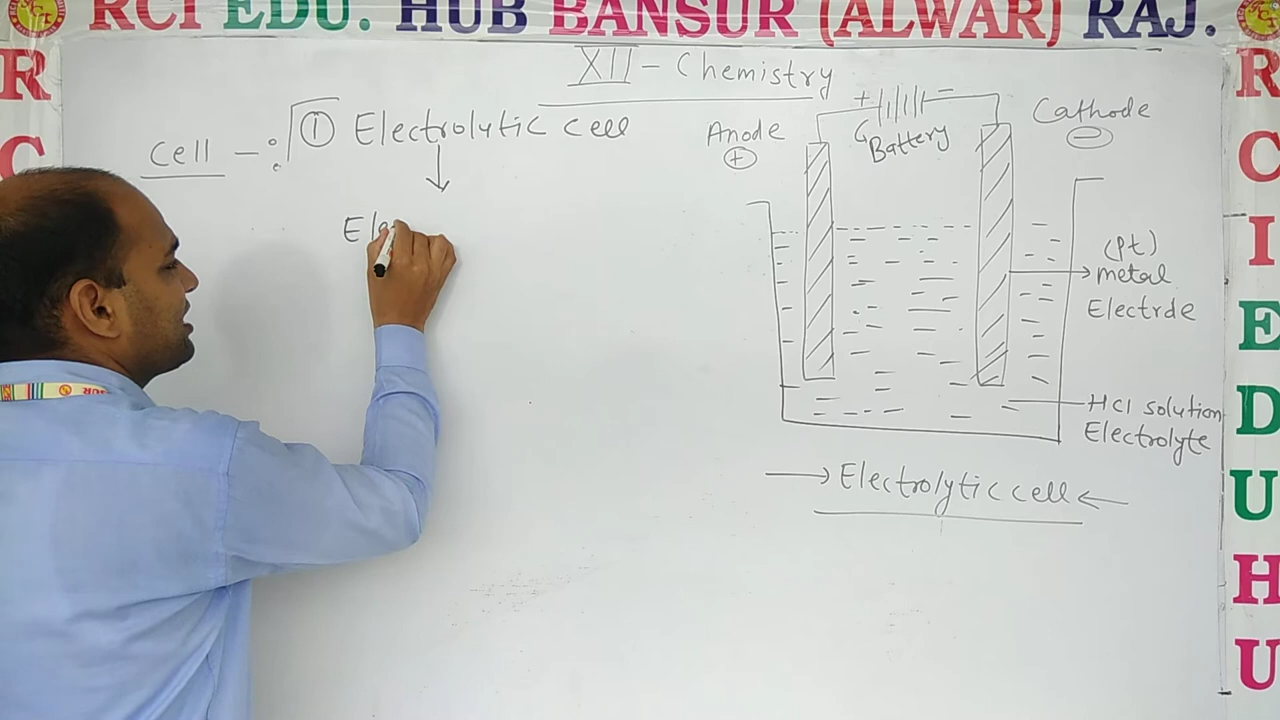 RCI EDU. HUB BANSUR (ALWAR) RAJ.
R
C
R
C
I
E
D
U
H
U
XII - Chemistry
Cell -: ① Electrolytic cell
Ele
Anode
+
+
-
Battery
Cathode
-
(Pt)
metal
Electrde
HCl solution
Electrolyte
→ Electrolytic cell ←